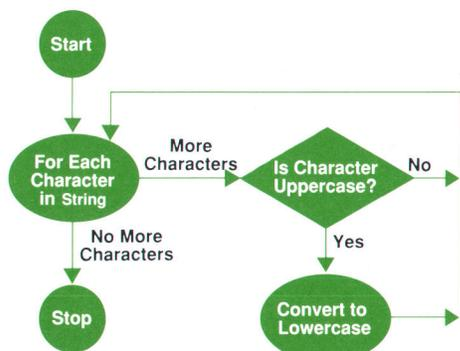 Start
More
Characters
For Each
Character
in String
Is Character
Uppercase?
No
No More
Characters
Yes
Stop
Convert to
Lowercase